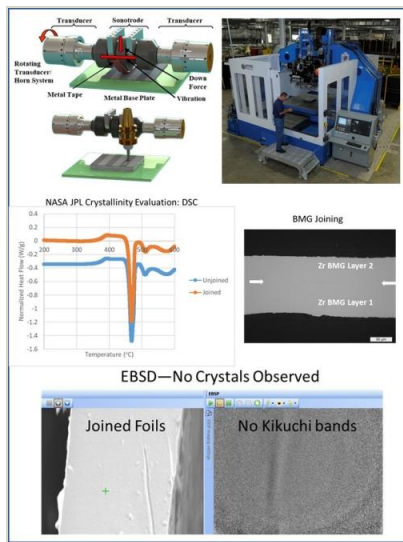 Transducer
Sonotrode
Transducer
Rotating
Transducer/
Horn System
Down
Force
Metal Tape
Metal Base Plate
Vibration
NASA JPL Crystallinity Evaluation: DSC
0.4
0.2
0
-0.2
-0.4
-0.6
-0.8
-1
-1.2
-1.4
-1.6
200
300
400
500
600
Normalized Heat Flow (W/g)
Temperature (°C)
Unjoined
Joined
BMG Joining
Zr BMG Layer 2
Zr BMG Layer 1
EBSD—No Crystals Observed
EBSP
Joined Foils
No Kikuchi bands